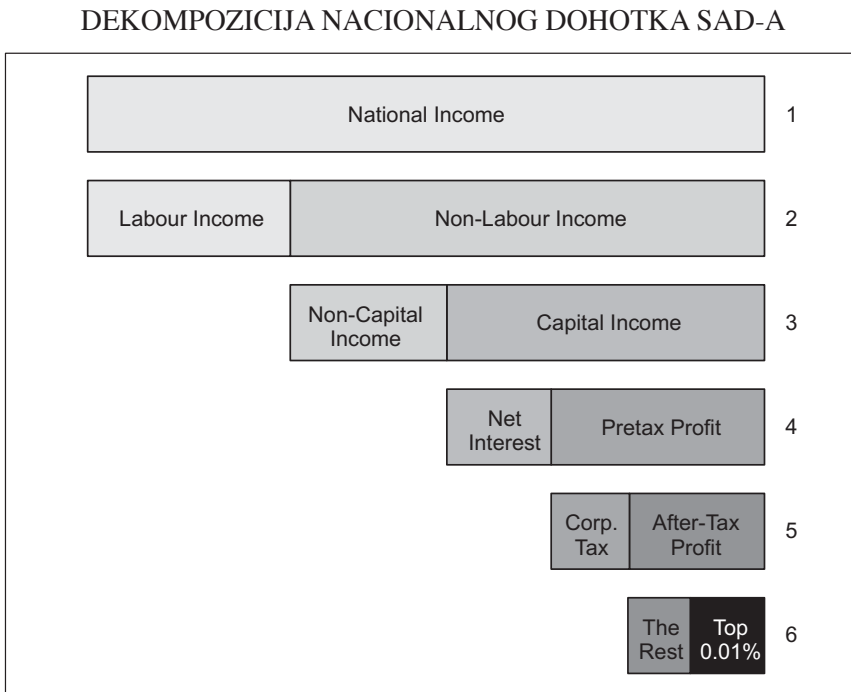 DEKOMPOZICIJA NACIONALNOG DOHOTKA SAD-A
National Income 1
Labour Income Non-Labour Income 2
Non-Capital
Income
Capital Income 3
Net
Interest
Pretax Profit 4
Corp.
Tax
After-Tax
Profit
5
The
Rest
Top
0.01%
6